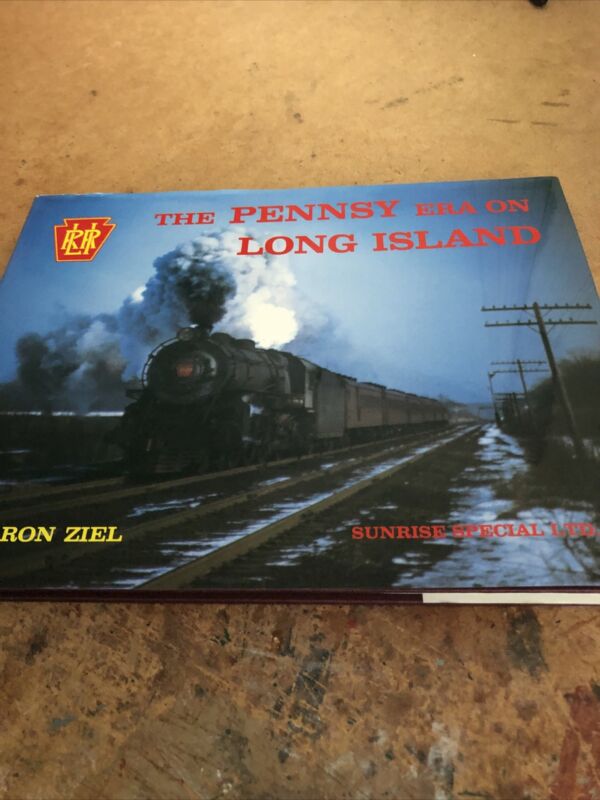 THE PENNSY ERA ON
LONG ISLAND
RON ZIEL
SUNRISE SPECIAL LTD.